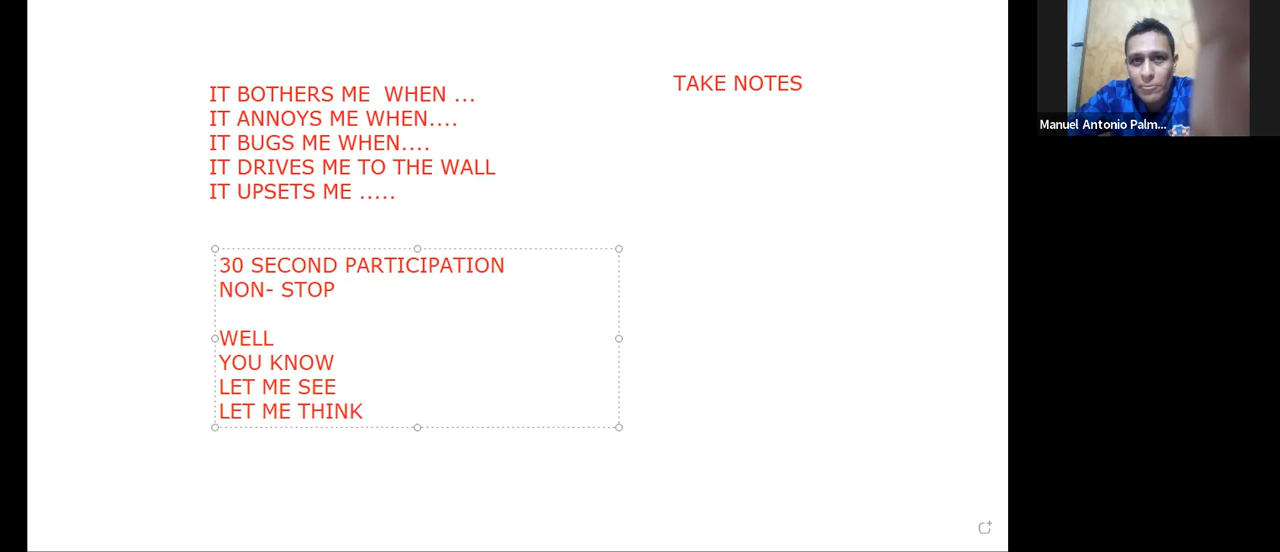 IT BOTHERS ME  WHEN ...
IT ANNOYS ME WHEN....
IT BUGS ME WHEN....
IT DRIVES ME TO THE WALL
IT UPSETS ME .....
TAKE NOTES
30 SECOND PARTICIPATION
NON- STOP
WELL
YOU KNOW
LET ME SEE
LET ME THINK
Manuel Antonio Palm...